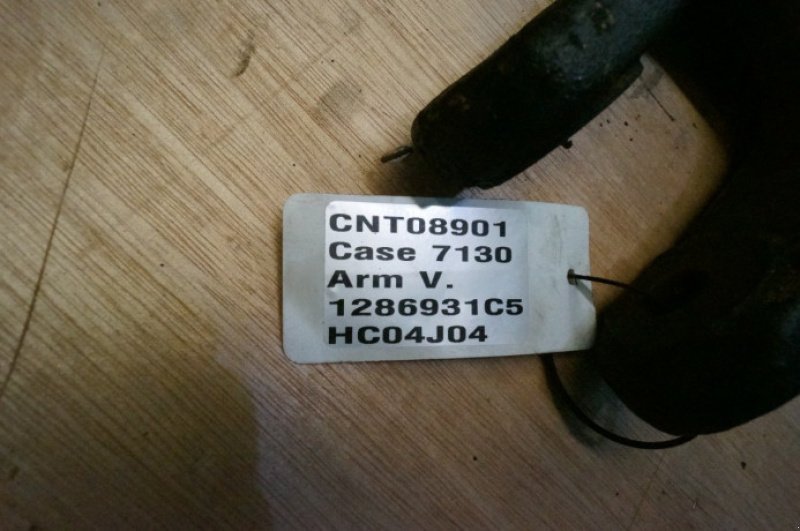 CNT08901
Case 7130
Arm V.
1286931C5
HC04J04